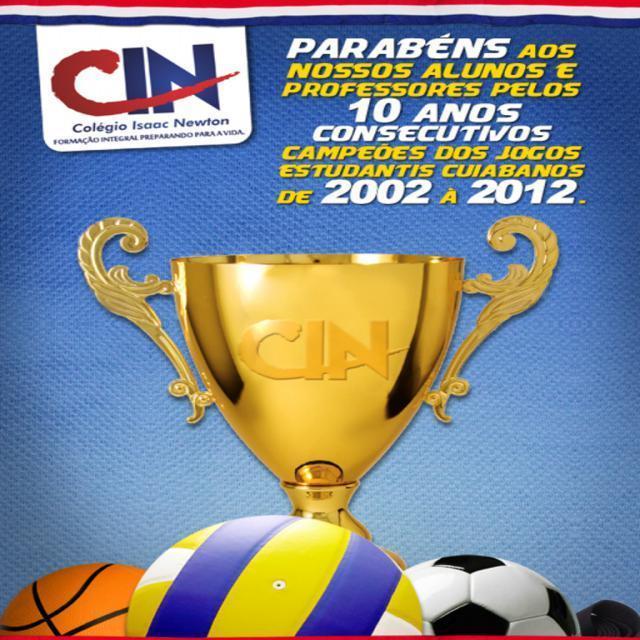 CIN
Colégio Isaac Newton
FORMAÇÃO INTEGRAL PREPARANDO PARA A VIDA.
PARABÉNS AOS
NOSSOS ALUNOS E
PROFESSORES PELOS
10 ANOS
CONSECUTIVOS
CAMPEÕES DOS JOGOS
ESTUDANTIS CUIABANOS
DE 2002 À 2012.
CIN